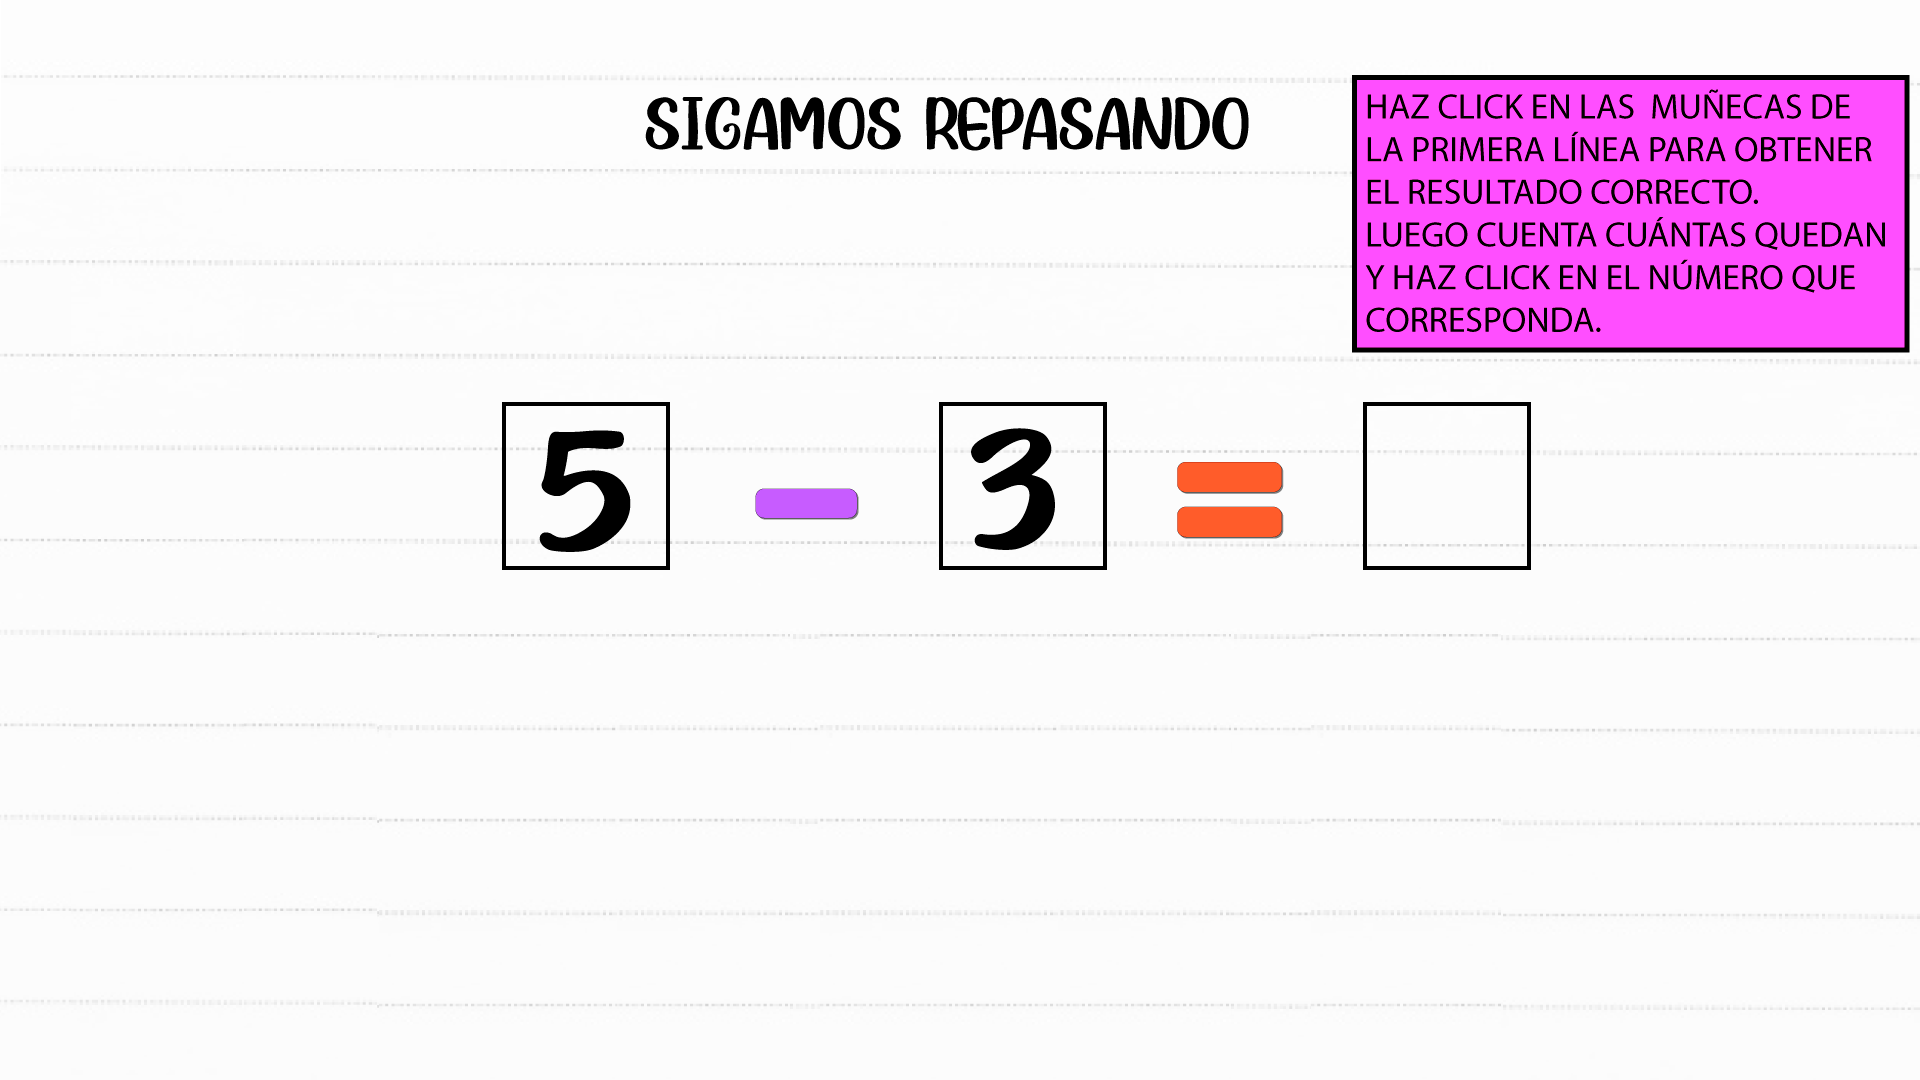 SIGAMOS REPASANDO
HAZ CLICK EN LAS  MUÑECAS DE
LA PRIMERA LÍNEA PARA OBTENER
EL RESULTADO CORRECTO.
LUEGO CUENTA CUÁNTAS QUEDAN
Y HAZ CLICK EN EL NÚMERO QUE
CORRESPONDA.
5 - 3 =